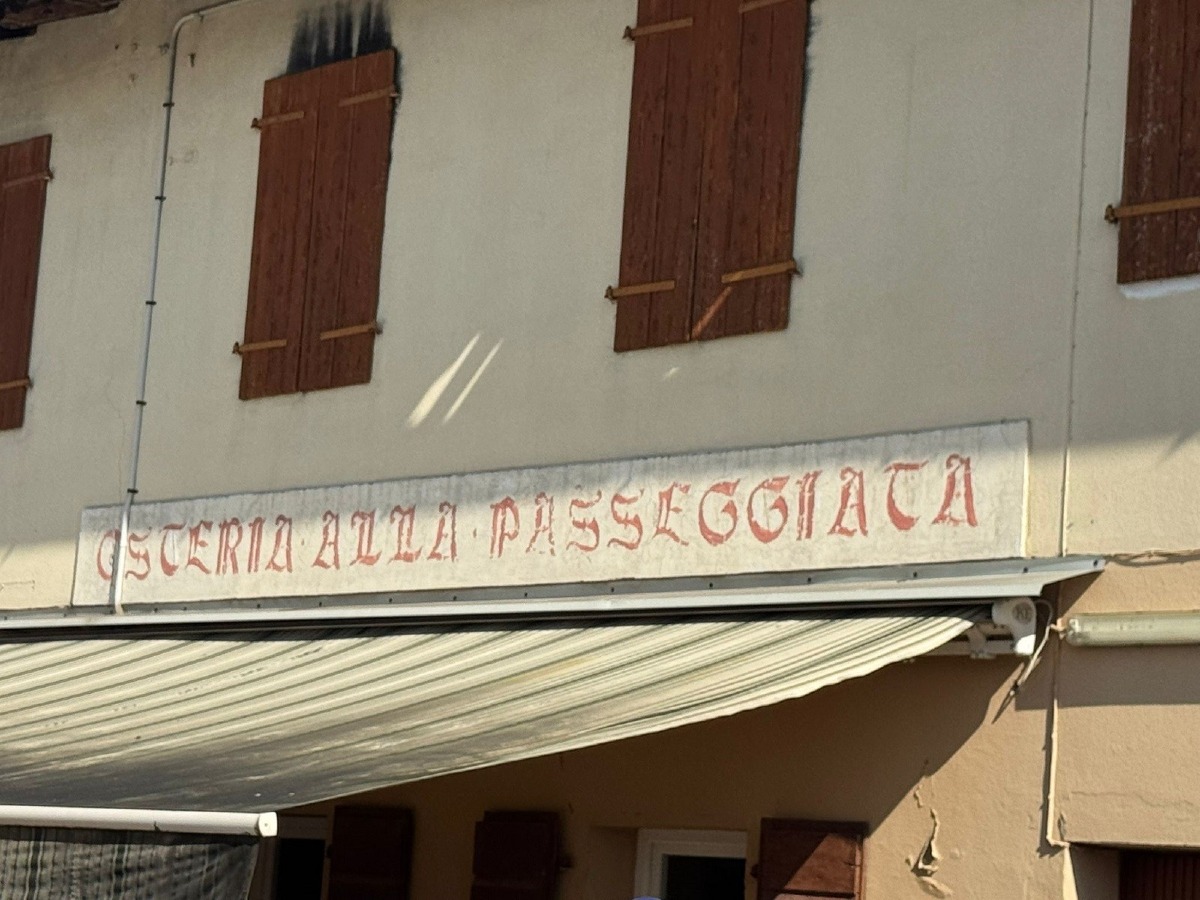 OSTERIA · ALLA · PASSEGGIATA